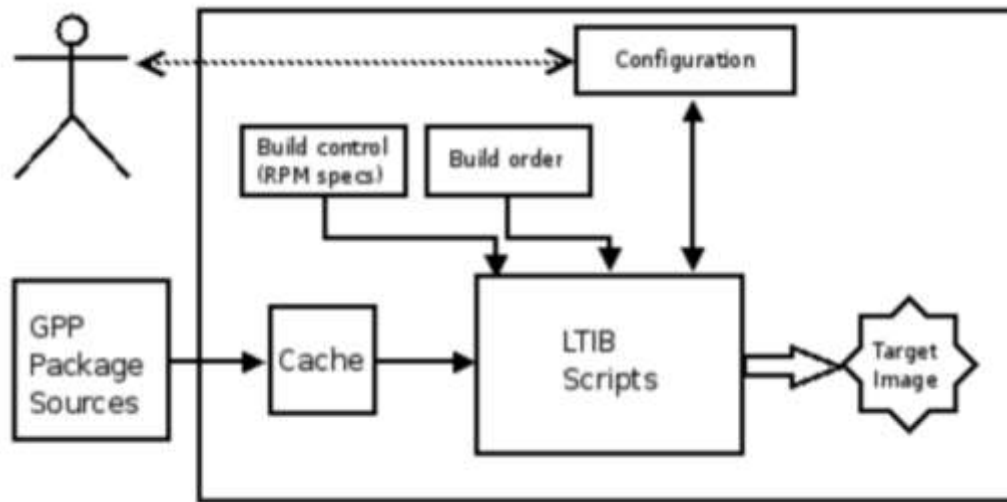 Configuration
Build control
(RPM specs)
Build order
GPP
Package
Sources
Cache
LTIB
Scripts
Target
Image